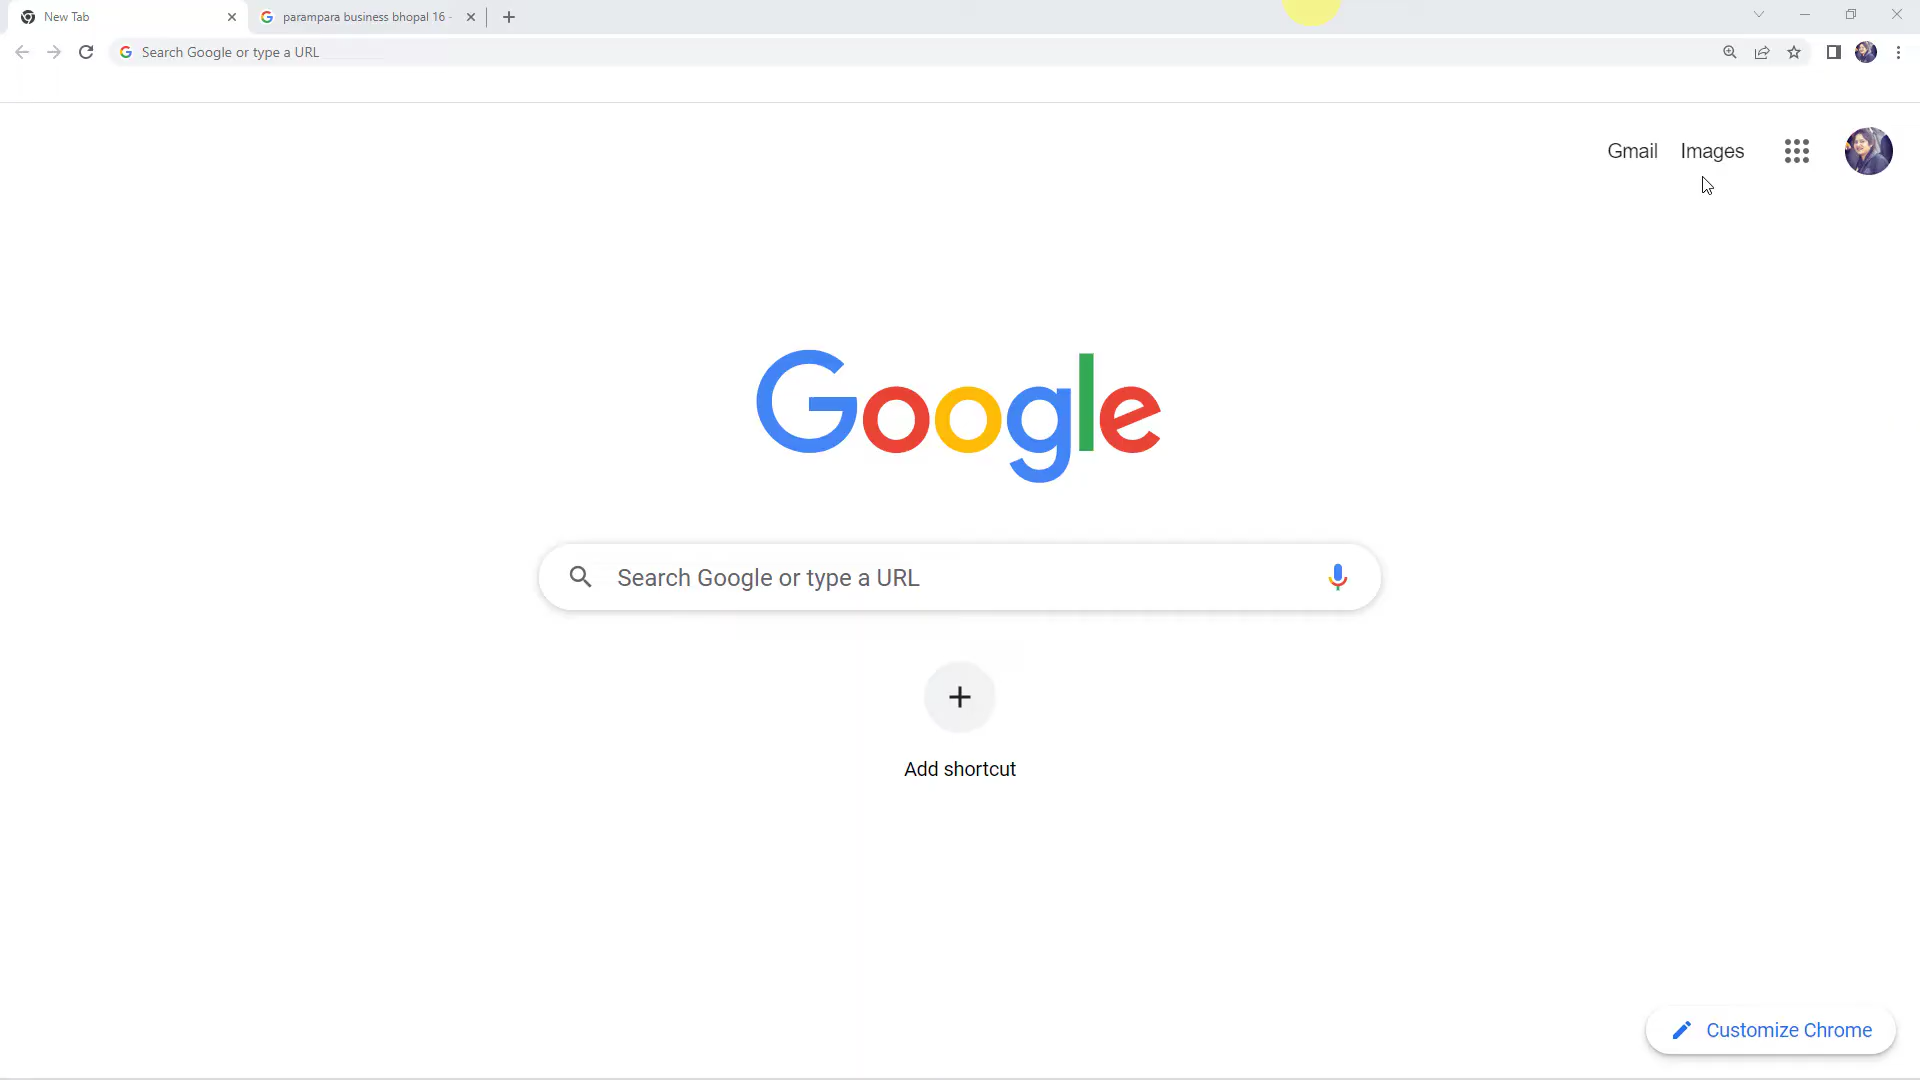 New Tab
parampara business bhopal 16 -
Search Google or type a URL
Gmail Images
Google
Search Google or type a URL
Add shortcut
Customize Chrome